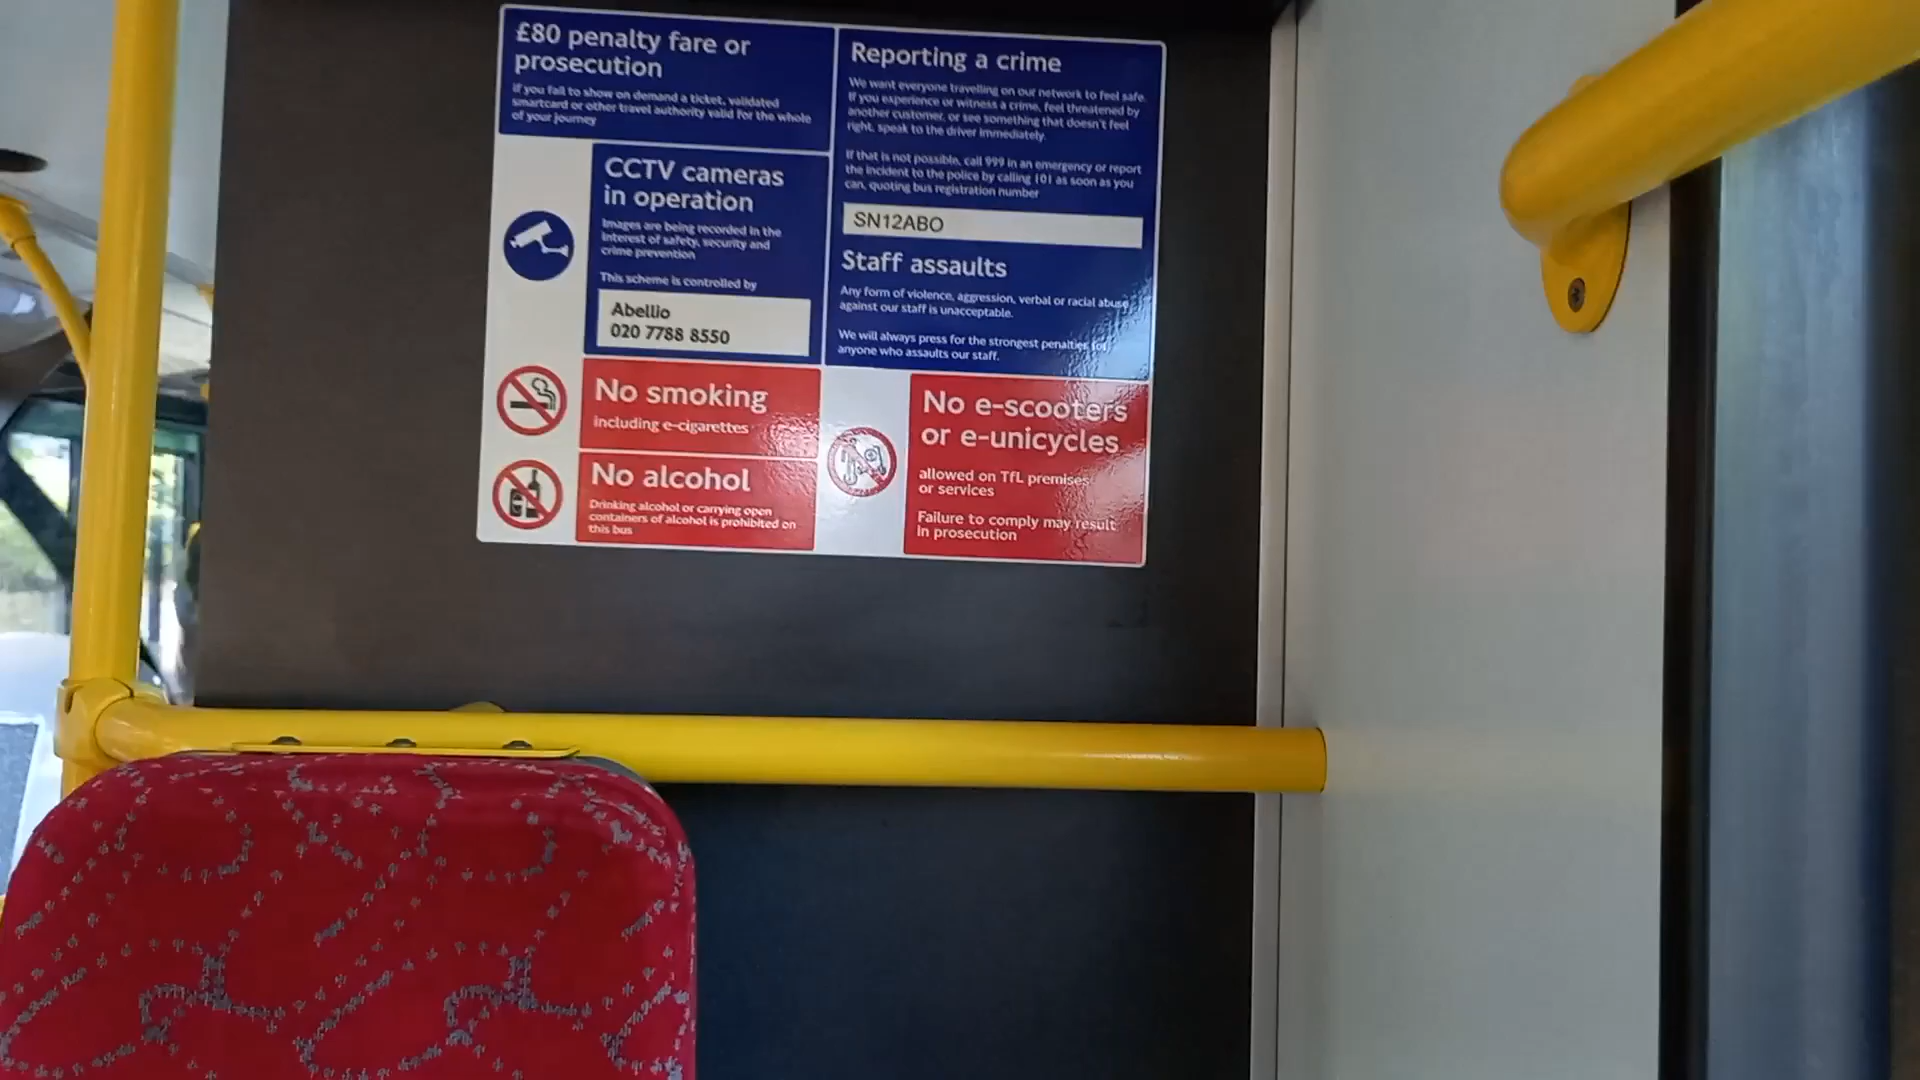 £80 penalty fare or
prosecution
If you fail to show on demand a ticket, validated
smartcard or other travel authority valid for the whole
of your journey
CCTV cameras
in operation
Images are being recorded in the
interest of safety, security and
crime prevention
This scheme is controlled by
Abellio
020 7788 8550
No smoking
including e-cigarettes
No alcohol
Drinking alcohol or carrying open
containers of alcohol is prohibited on
this bus
Reporting a crime
We want everyone travelling on our network to feel safe.
If you experience or witness a crime, feel threatened by
another customer, or see something that doesn't feel
right, speak to the driver immediately.
If that is not possible, call 999 in an emergency or report
the incident to the police by calling 101 as soon as you
can, quoting bus registration number
SN12ABO
Staff assaults
Any form of violence, aggression, verbal or racial abuse
against our staff is unacceptable.
We will always press for the strongest penalties for
anyone who assaults our staff.
No e-scooters
or e-unicycles
allowed on TfL premises
or services
Failure to comply may result
in prosecution